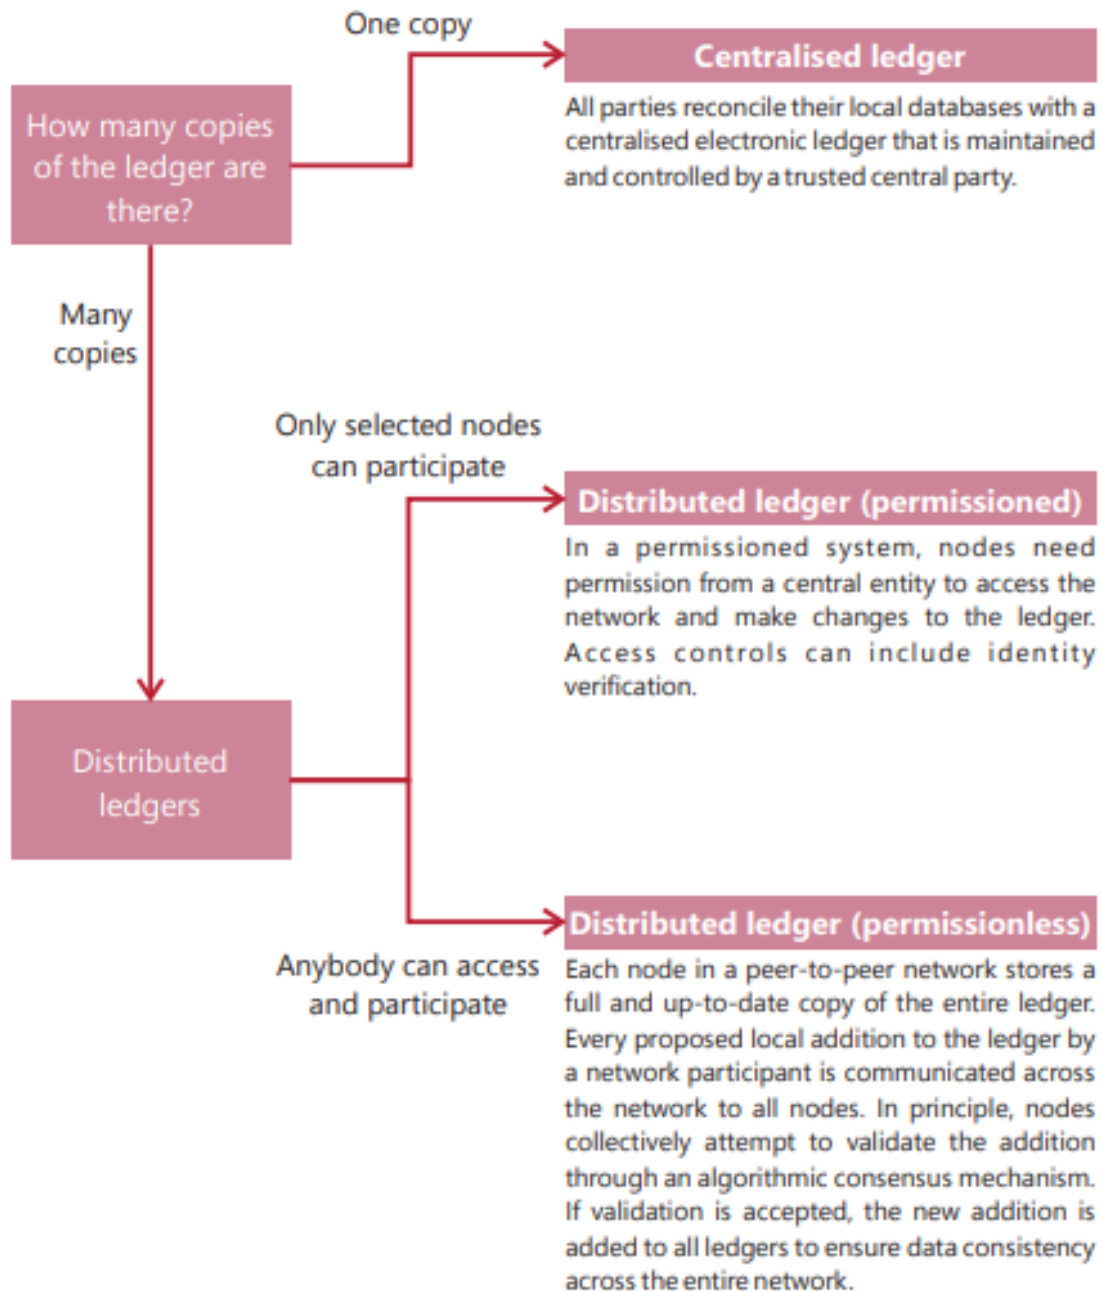 One copy
Centralised ledger
All parties reconcile their local databases with a
centralised electronic ledger that is maintained
and controlled by a trusted central party.
How many copies
of the ledger are
there?
Many
copies
Only selected nodes
can participate
Distributed ledger (permissioned)
In a permissioned system, nodes need
permission from a central entity to access the
network and make changes to the ledger.
Access controls can include identity
verification.
Distributed
ledgers
Anybody can access
and participate
Distributed ledger (permissionless)
Each node in a peer-to-peer network stores a
full and up-to-date copy of the entire ledger.
Every proposed local addition to the ledger by
a network participant is communicated across
the network to all nodes. In principle, nodes
collectively attempt to validate the addition
through an algorithmic consensus mechanism.
If validation is accepted, the new addition is
added to all ledgers to ensure data consistency
across the entire network.